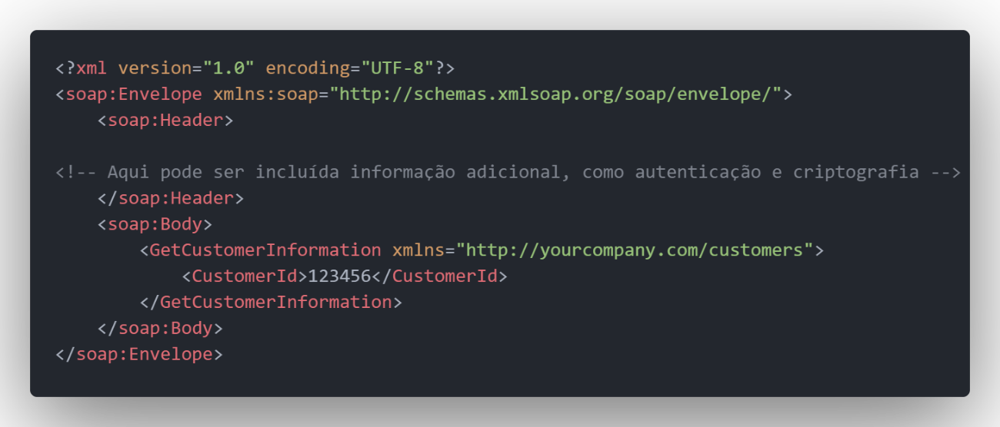 <?xml version="1.0" encoding="UTF-8"?>
<soap:Envelope xmlns:soap="http://schemas.xmlsoap.org/soap/envelope/">
    <soap:Header>
<!-- Aqui pode ser incluída informação adicional, como autenticação e criptografia -->
    </soap:Header>
    <soap:Body>
        <GetCustomerInformation xmlns="http://yourcompany.com/customers">
            <CustomerId>123456</CustomerId>
        </GetCustomerInformation>
    </soap:Body>
</soap:Envelope>